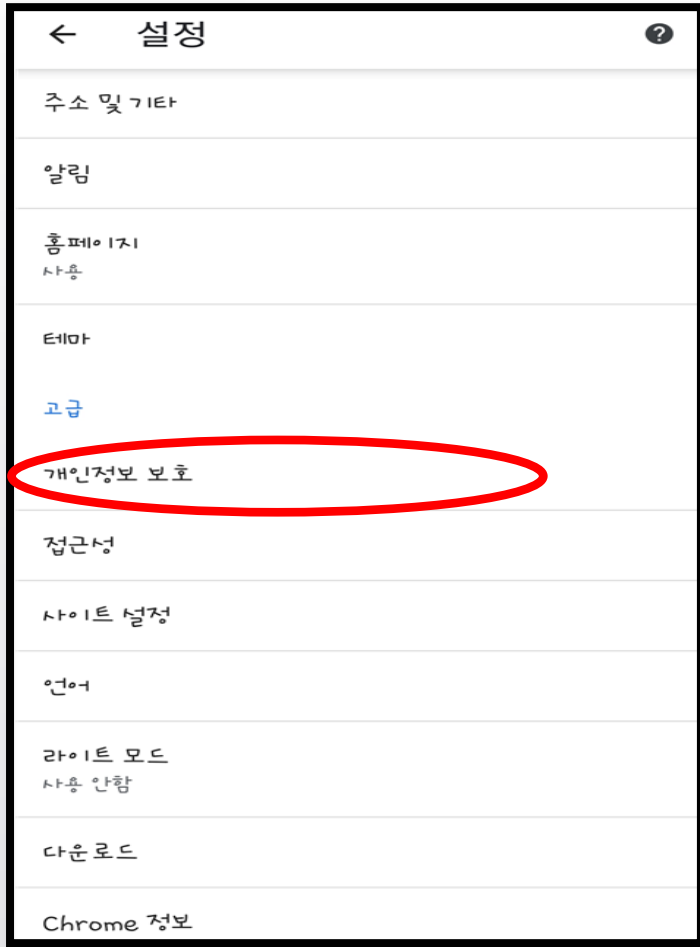 설정
주소 및 기타
알림
홈페이지
사용
테마
고급
개인정보 보호
접근성
사이트 설정
언어
라이트 모드
사용 안함
다운로드
Chrome 정보